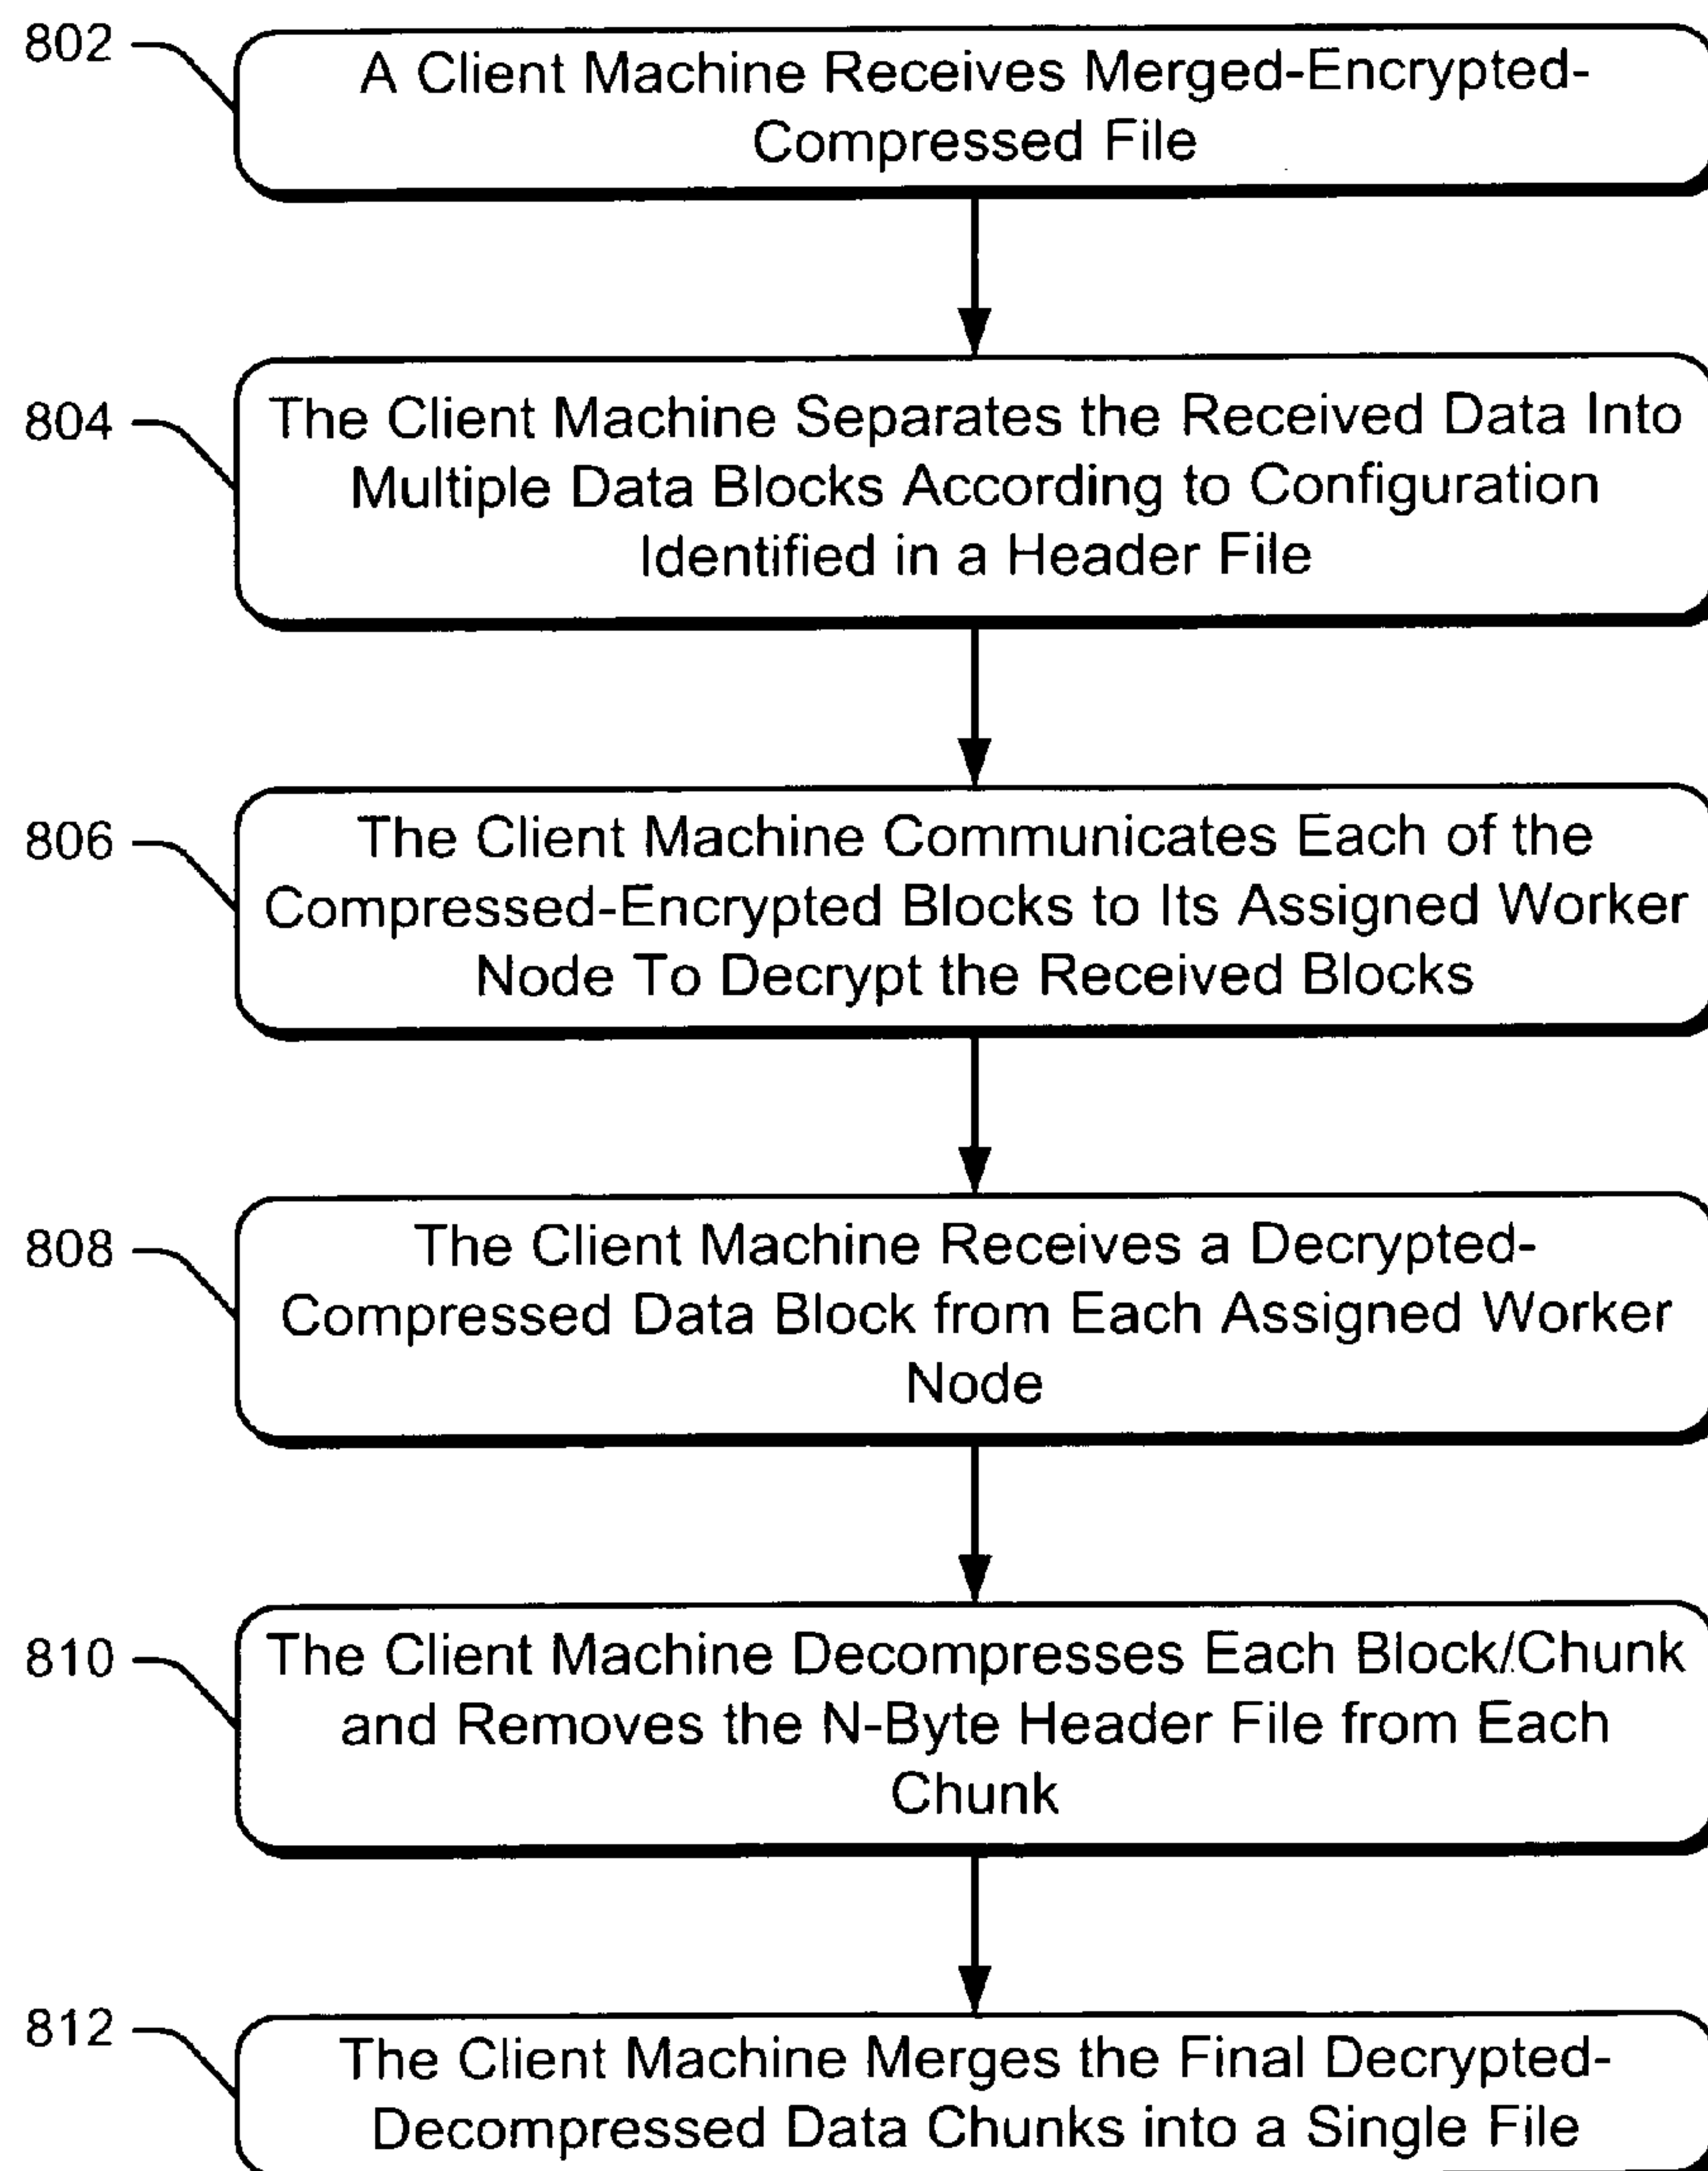 802
A Client Machine Receives Merged-Encrypted-
Compressed File
804
The Client Machine Separates the Received Data Into
Multiple Data Blocks According to Configuration
Identified in a Header File
806
The Client Machine Communicates Each of the
Compressed-Encrypted Blocks to Its Assigned Worker
Node To Decrypt the Received Blocks
808
The Client Machine Receives a Decrypted-
Compressed Data Block from Each Assigned Worker
Node
810
The Client Machine Decompresses Each Block/Chunk
and Removes the N-Byte Header File from Each
Chunk
812
The Client Machine Merges the Final Decrypted-
Decompressed Data Chunks into a Single File